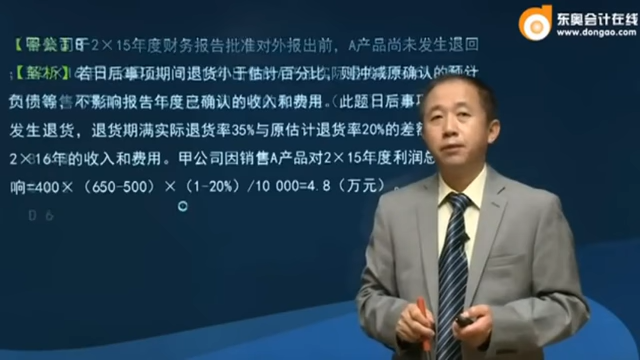 东奥会计在线
www.dongao.com
2×15年度财务报告批准对外报出前，A产品尚未发生退回
【解析】若日后事项期间退货小于估计百分比，则冲减原确认的预计
负债等，不影响报告年度已确认的收入和费用。（此题日后事
发生退货，退货期满实际退货率35%与原估计退货率20%的差额
2×16年的收入和费用。甲公司因销售A产品对2×15年度利润总
响=400×（650-500）×（1-20%）/10 000=4.8（万元）。
D 6